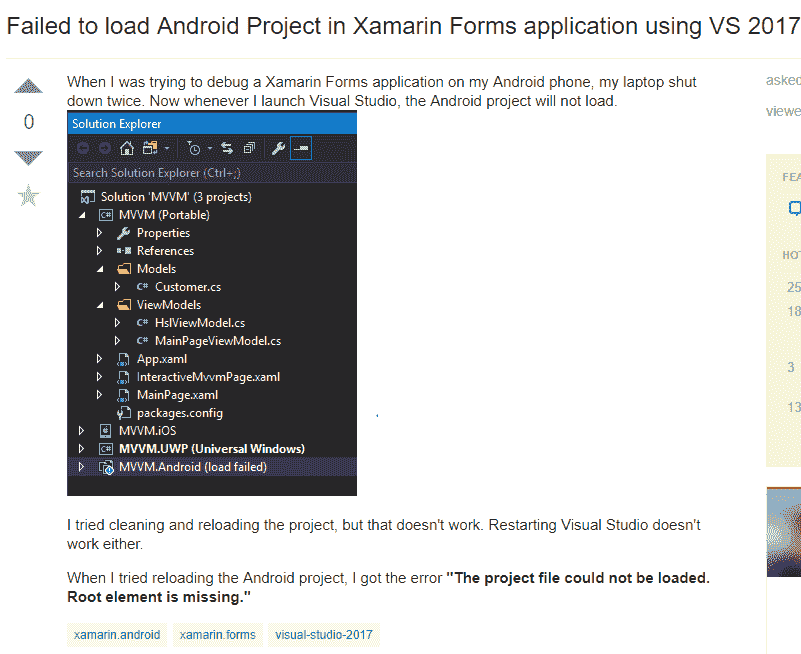 Failed to load Android Project in Xamarin Forms application using VS 2017
When I was trying to debug a Xamarin Forms application on my Android phone, my laptop shut
down twice. Now whenever I launch Visual Studio, the Android project will not load.
0
Solution Explorer
Search Solution Explorer (Ctrl+;)
Solution 'MVVM' (3 projects)
C# MVVM (Portable)
Properties
References
Models
C# Customer.cs
ViewModels
C# HslViewModel.cs
C# MainPageViewModel.cs
App.xaml
InteractiveMvvmPage.xaml
MainPage.xaml
packages.config
MVVM.iOS
C# MVVM.UWP (Universal Windows)
MVVM.Android (load failed)
I tried cleaning and reloading the project, but that doesn't work. Restarting Visual Studio doesn't
work either.
When I tried reloading the Android project, I got the error "The project file could not be loaded.
Root element is missing."
xamarin.android xamarin.forms visual-studio-2017
asked
viewe
FEA
HOT
25
18
3
13